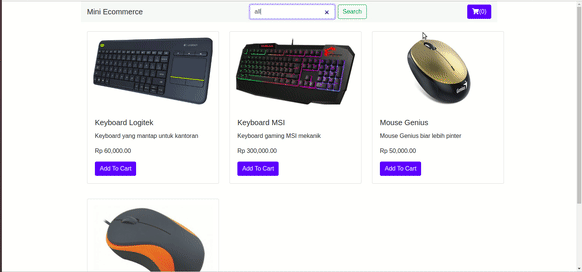 Mini Ecommerce
all
Search
(0)
Keyboard Logitek
Keyboard yang mantap untuk kantoran
Rp 60,000.00
Add To Cart
Keyboard MSI
Keyboard gaming MSI mekanik
Rp 300,000.00
Add To Cart
Mouse Genius
Mouse Genius biar lebih pinter
Rp 50,000.00
Add To Cart